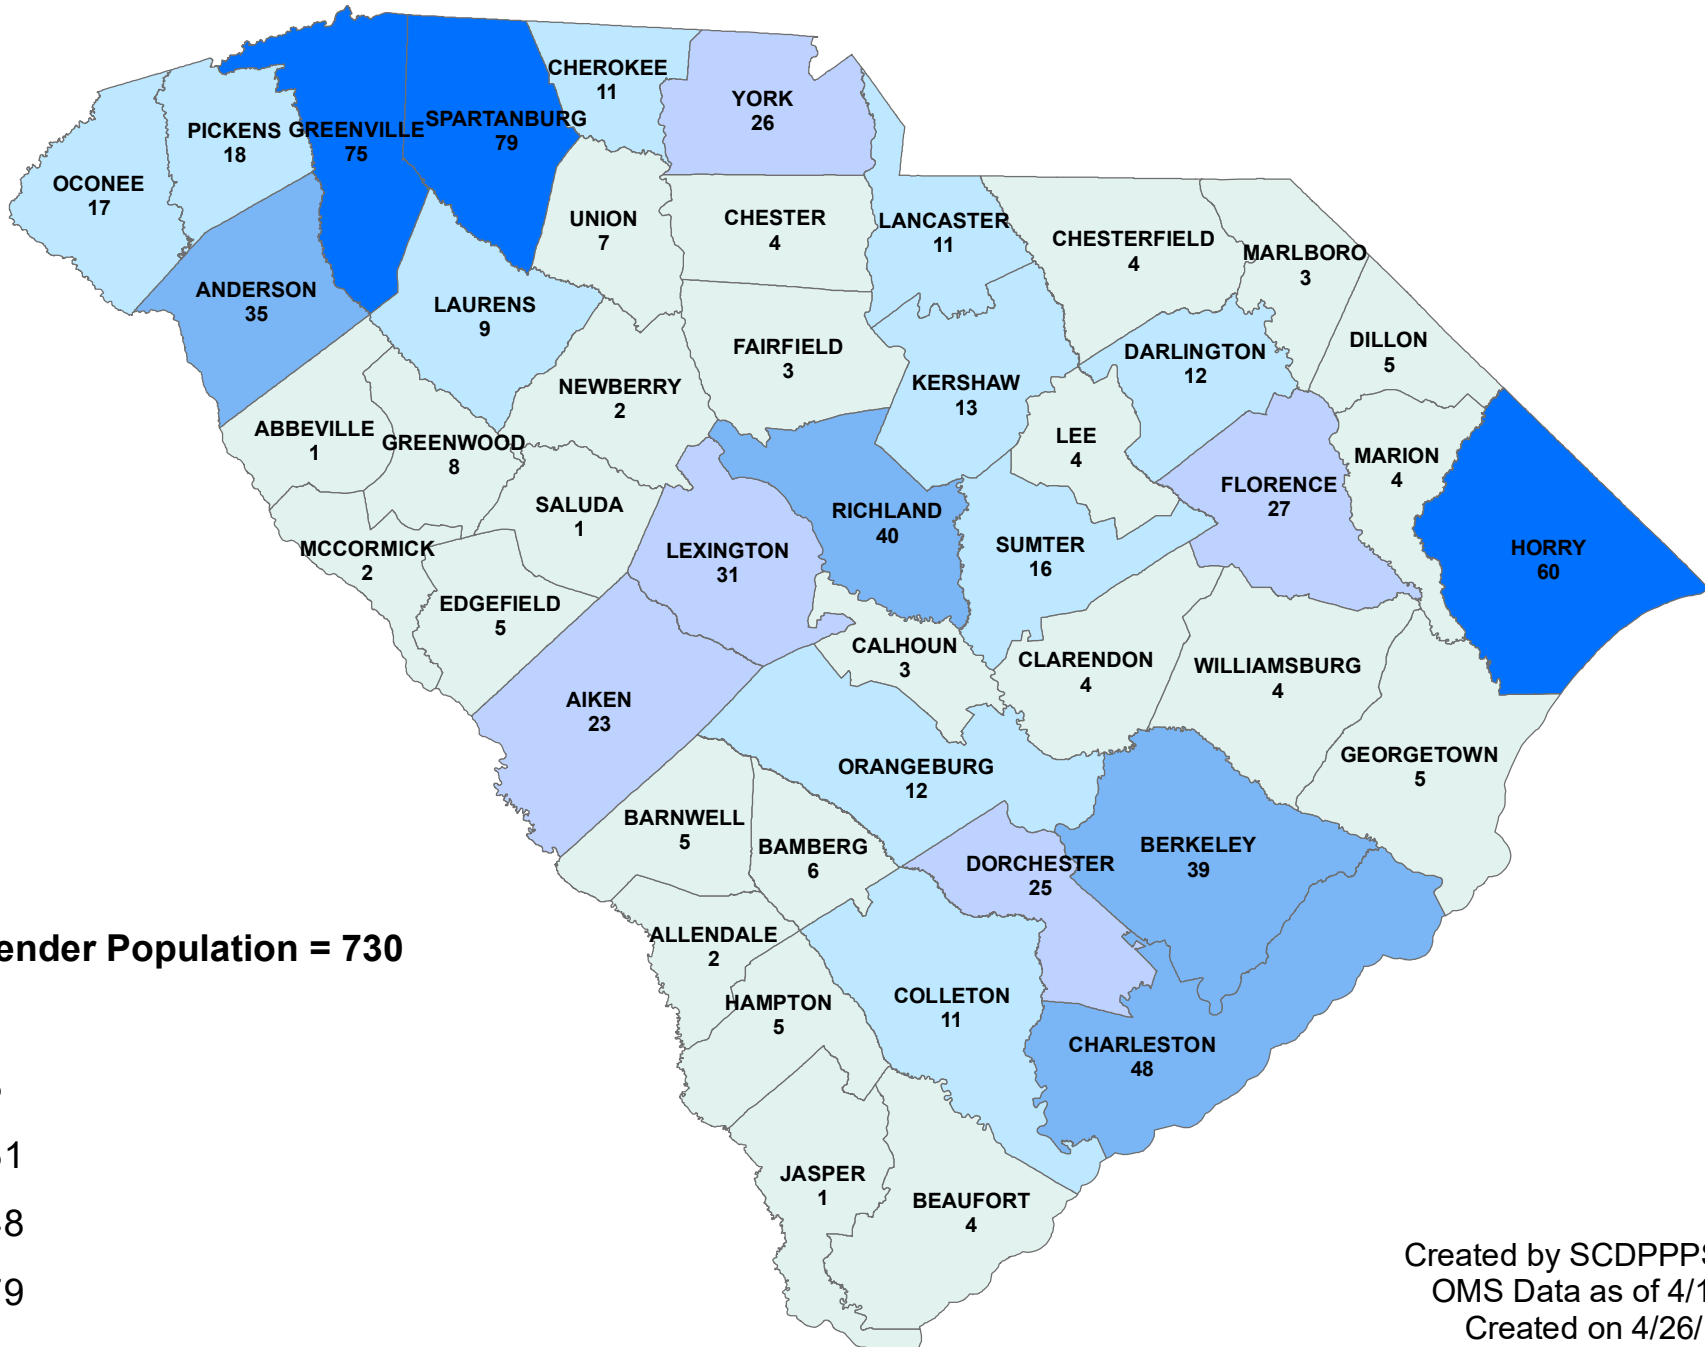 CHEROKEE
11
YORK
26
SPARTANBURG
79
PICKENS
18
GREENVILLE
75
OCONEE
17
UNION
7
CHESTER
4
LANCASTER
11
CHESTERFIELD
4
MARLBORO
3
ANDERSON
35
LAURENS
9
FAIRFIELD
3
DARLINGTON
12
DILLON
5
NEWBERRY
2
KERSHAW
13
ABBEVILLE
1
GREENWOOD
8
LEE
4
MARION
4
FLORENCE
27
SALUDA
1
RICHLAND
40
MCCORMICK
2
LEXINGTON
31
SUMTER
16
HORRY
60
EDGEFIELD
5
CALHOUN
3
CLARENDON
4
WILLIAMSBURG
4
AIKEN
23
ORANGEBURG
12
GEORGETOWN
5
BARNWELL
5
BAMBERG
6
DORCHESTER
25
BERKELEY
39
ALLENDALE
2
ender Population = 730
HAMPTON
5
COLLETON
11
CHARLESTON
48
JASPER
1
BEAUFORT
4
1
8
79
Created by SCDPPPS
OMS Data as of 4/1
Created on 4/26/